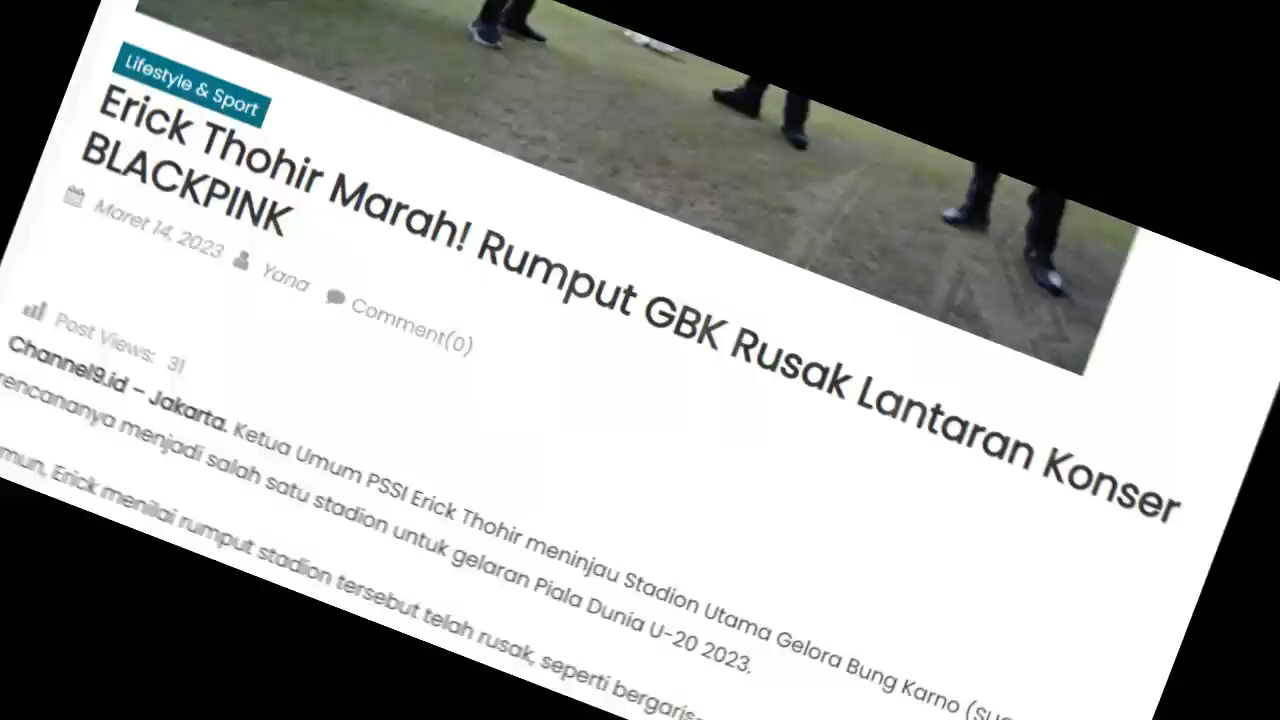 Lifestyle & Sport
Erick Thohir Marah! Rumput GBK Rusak Lantaran Konser
BLACKPINK
Maret 14, 2023 Yana Comment(0)
Post Views: 31
Channel9.id – Jakarta. Ketua Umum PSSI Erick Thohir meninjau Stadion Utama Gelora Bung Karno
rencananya menjadi salah satu stadion untuk gelaran Piala Dunia U-20 2023.
Erick menilai rumput stadion tersebut telah rusak, seperti